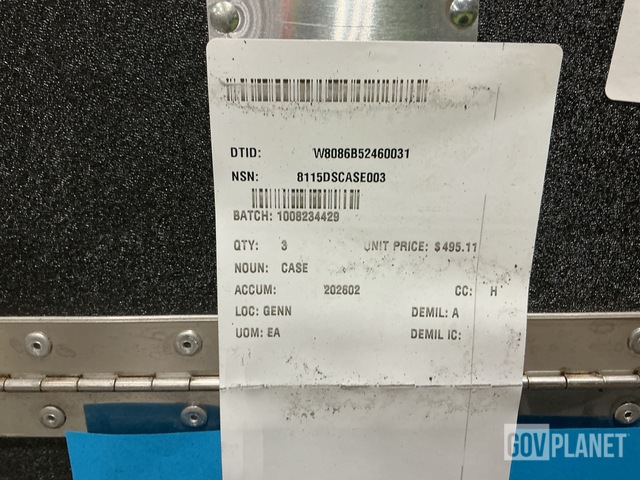 DTID: W8086B52460031
NSN: 8115DSCASE003
BATCH: 1008234429
QTY: 3 UNIT PRICE: $495.11
NOUN: CASE
ACCUM: 202602 CC: H
LOC: GENN DEMIL: A
UOM: EA DEMIL IC:
GOVPLANET